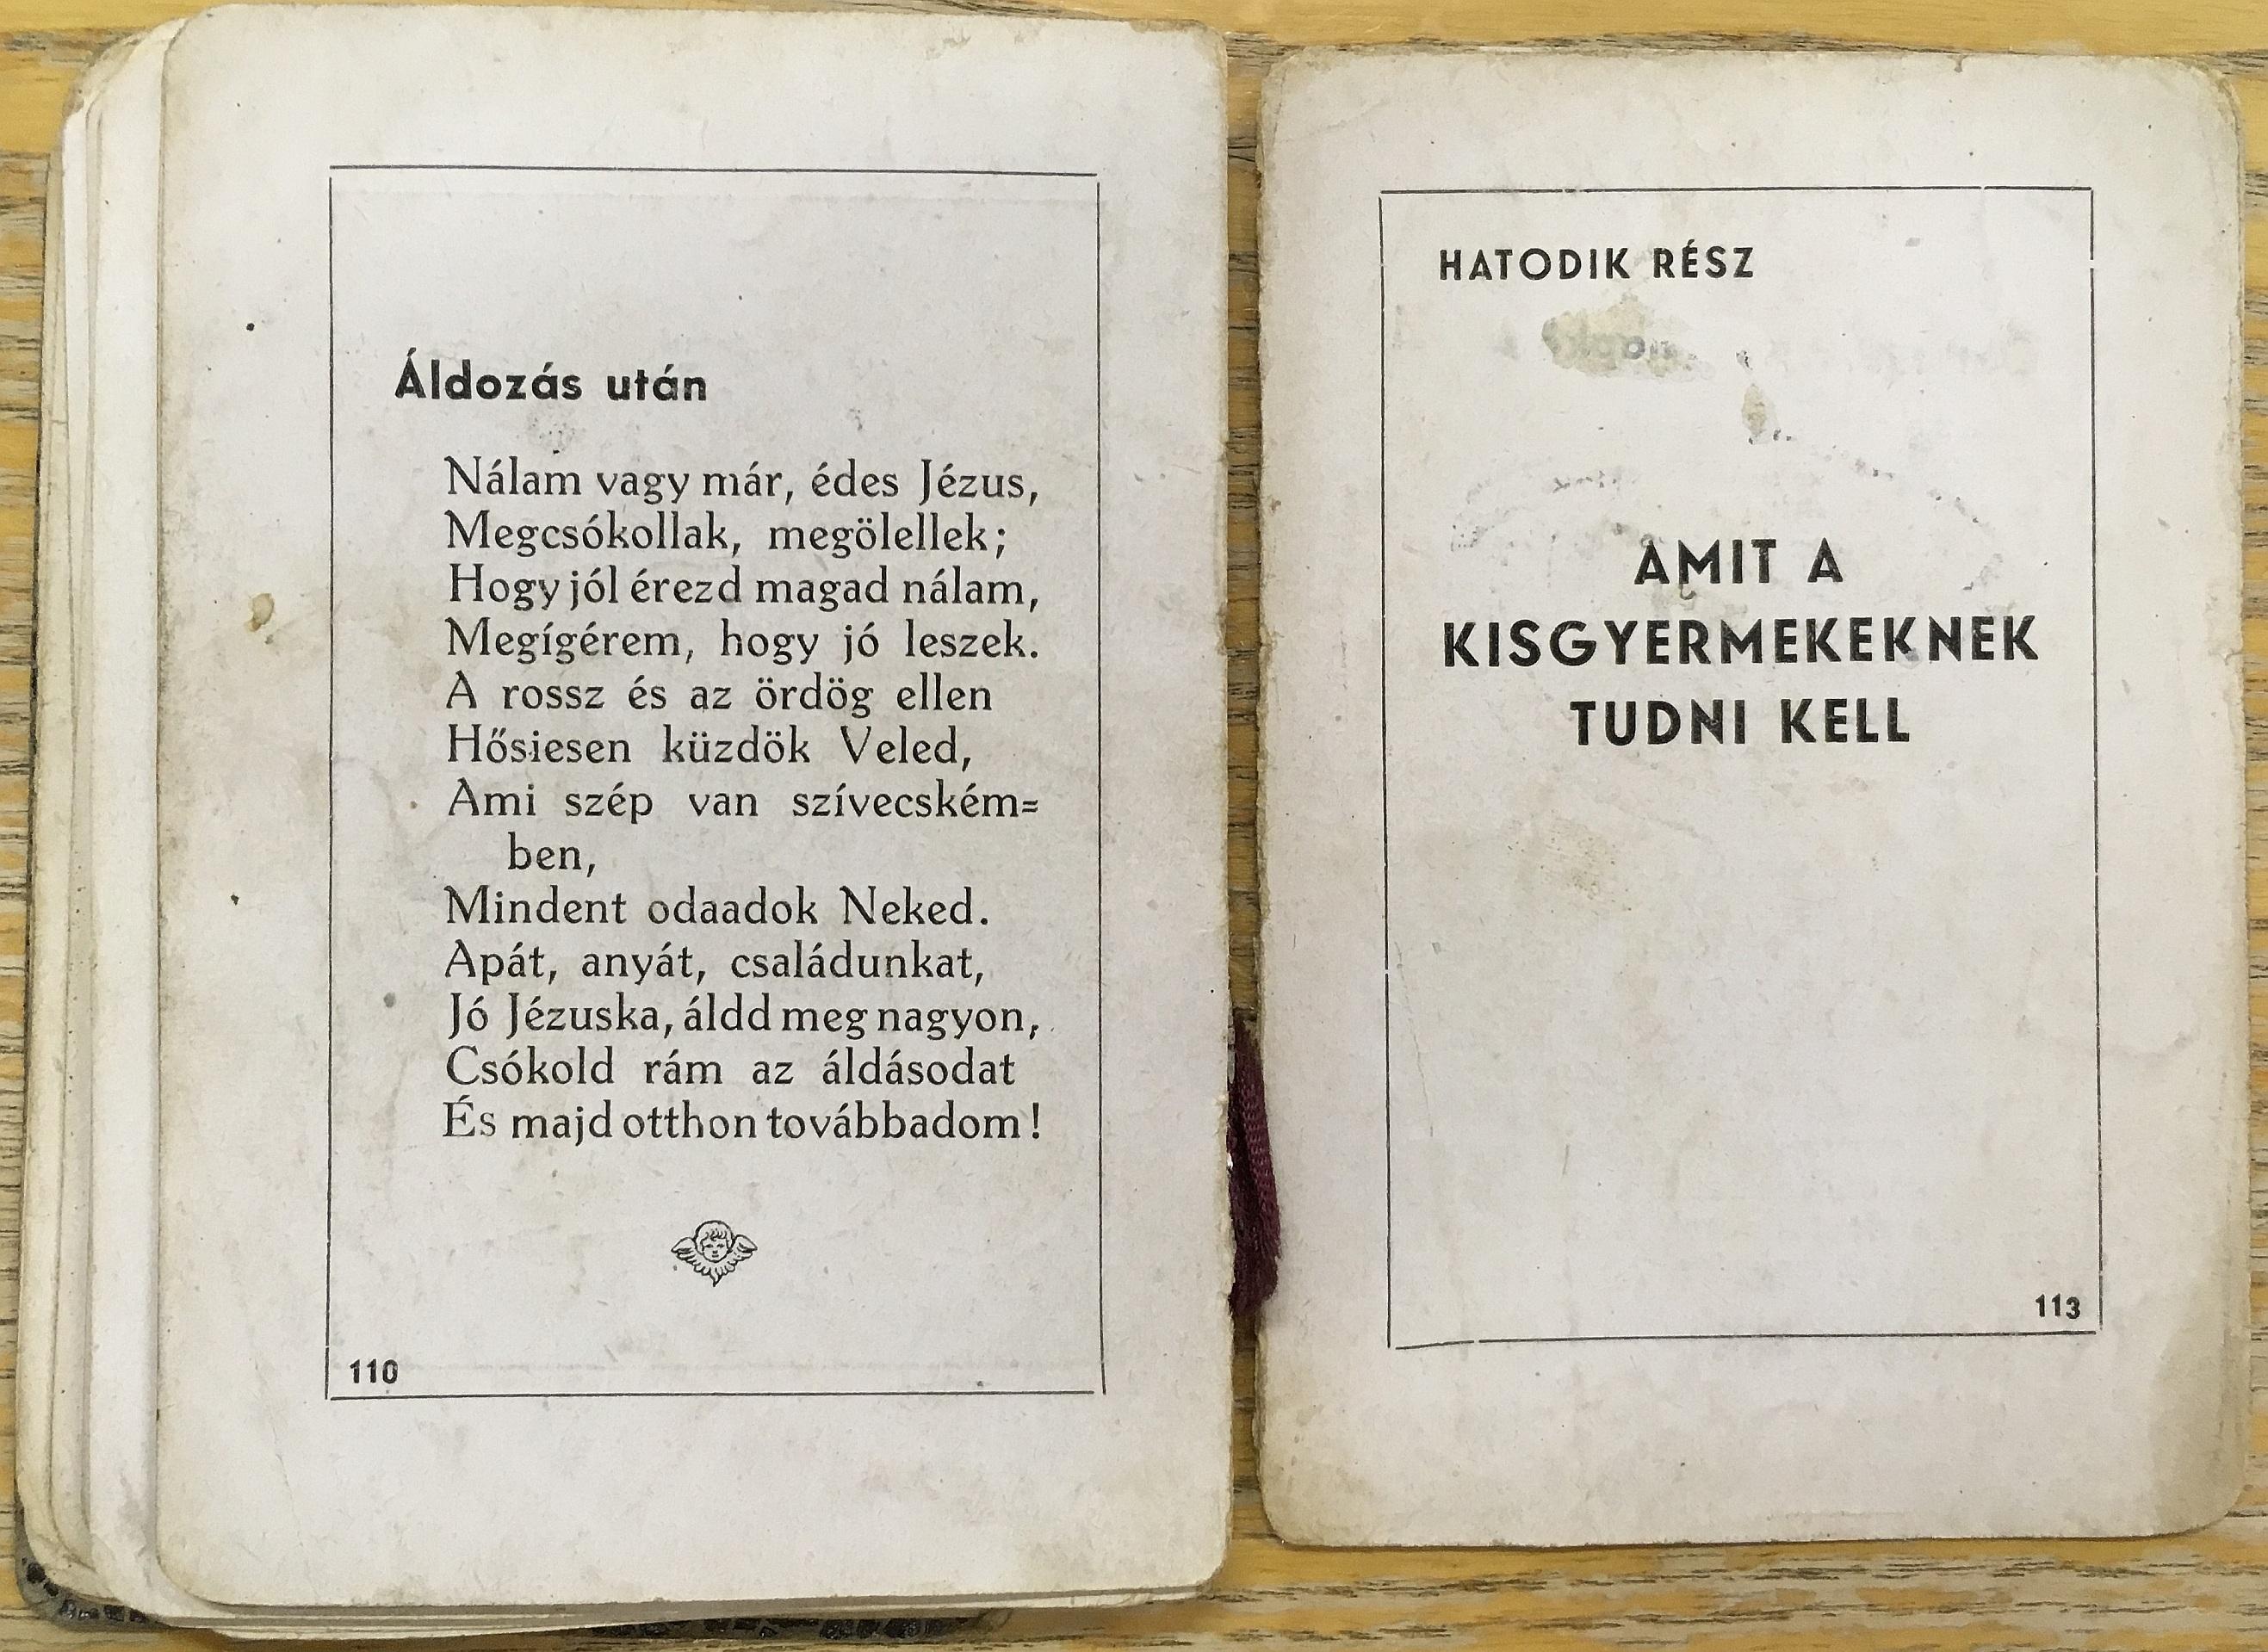 Áldozás után
Nálam vagy már, édes Jézus,
Megcsókollak, megölellek;
Hogy jól érezd magad nálam,
Megígérem, hogy jó leszek.
A rossz és az ördög ellen
Hősiesen küzdök Veled,
Ami szép van szívecském=
ben,
Mindent odaadok Neked.
Apát, anyát, családunkat,
Jó Jézuska, áldd meg nagyon,
Csókold rám az áldásodat
És majd otthon továbbadom!
110
HATODIK RÉSZ
AMIT A
KISGYERMEKEKNEK
TUDNI KELL
113